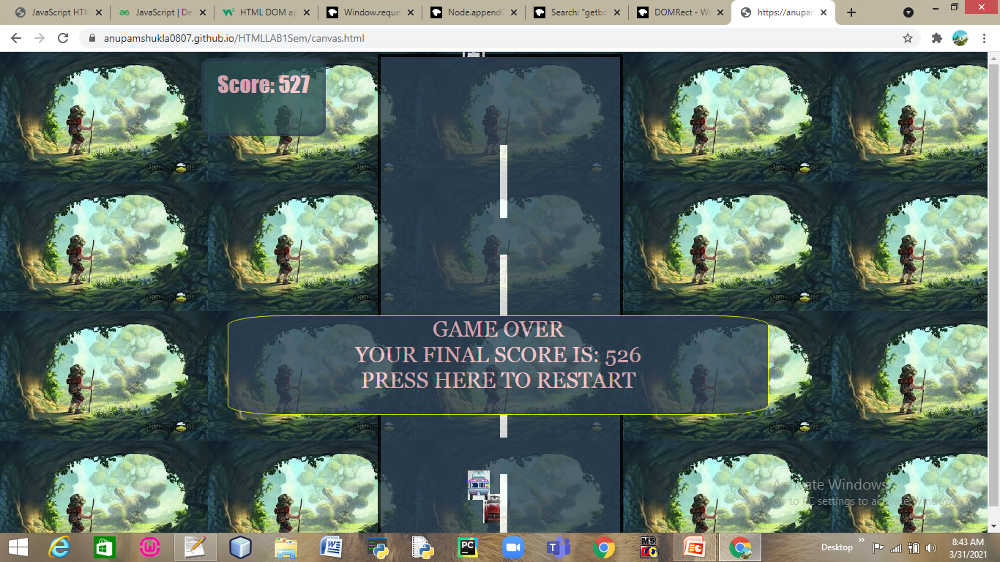 JavaScript HTM
JavaScript | De
HTML DOM ap
Window.reque
Node.append
Search: "getbo
DOMRect - W
https://anupam
anupamshukla0807.github.io/HTMLLAB1Sem/canvas.html
Score: 527
GAME OVER
YOUR FINAL SCORE IS: 526
PRESS HERE TO RESTART
Activate Windows
Go to PC settings to activate Windows.
Desktop
8:43 AM
3/31/2021